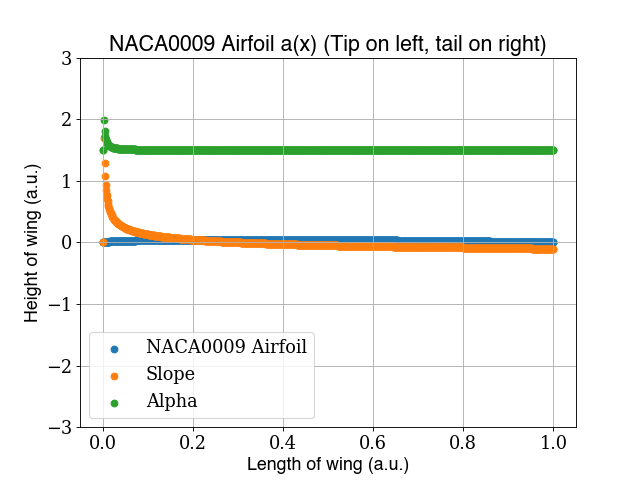 NACA0009 Airfoil a(x) (Tip on left, tail on right)
Height of wing (a.u.)
3
2
1
0
−1
−2
−3
NACA0009 Airfoil
Slope
Alpha
0.0 0.2 0.4 0.6 0.8 1.0
Length of wing (a.u.)